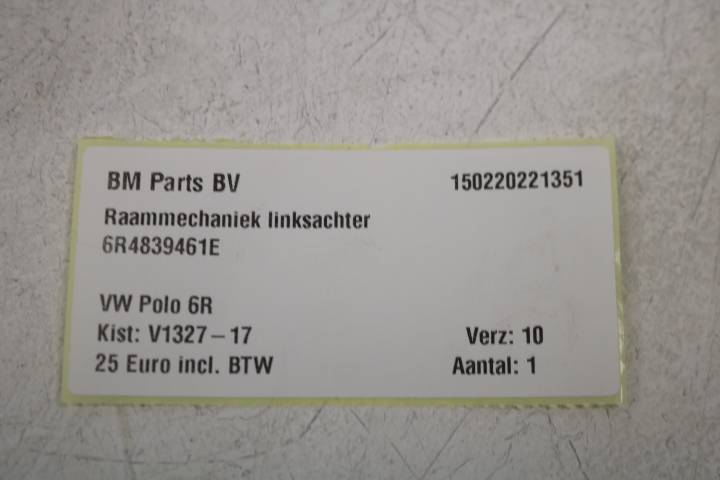 BM Parts BV 150220221351
Raammechaniek linksachter
6R4839461E
VW Polo 6R
Kist: V1327 – 17 Verz: 10
25 Euro incl. BTW Aantal: 1